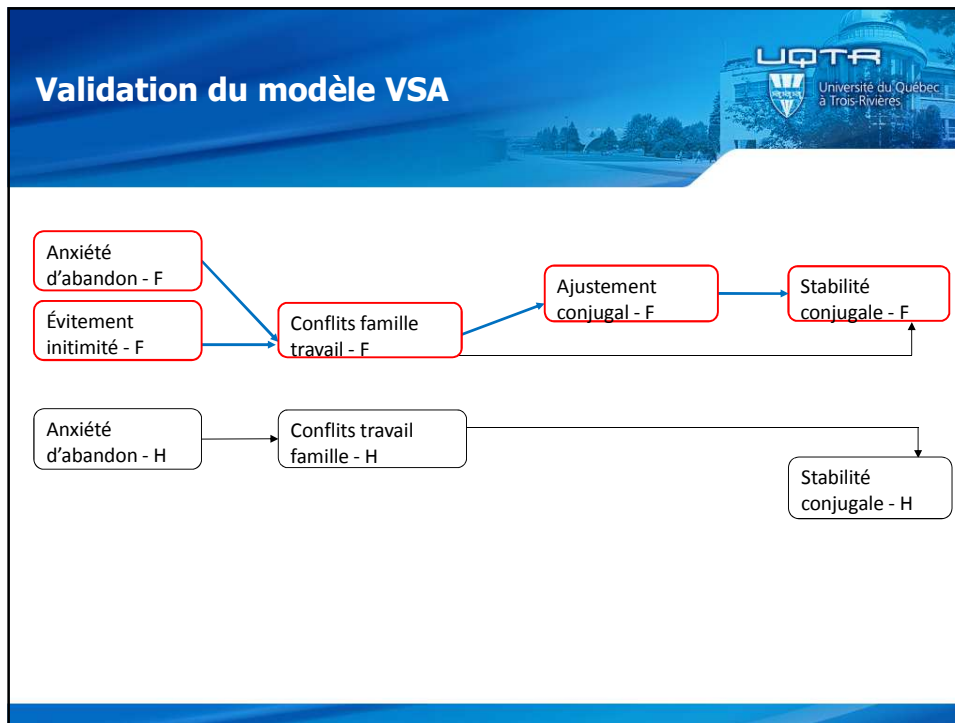 Validation du modèle VSA
UQTR
Université du Québec
à Trois-Rivières
Anxiété
d'abandon - F
Évitement
initimité - F
Conflits famille
travail - F
Ajustement
conjugal - F
Stabilité
conjugale - F
Anxiété
d'abandon - H
Conflits travail
famille - H
Stabilité
conjugale - H